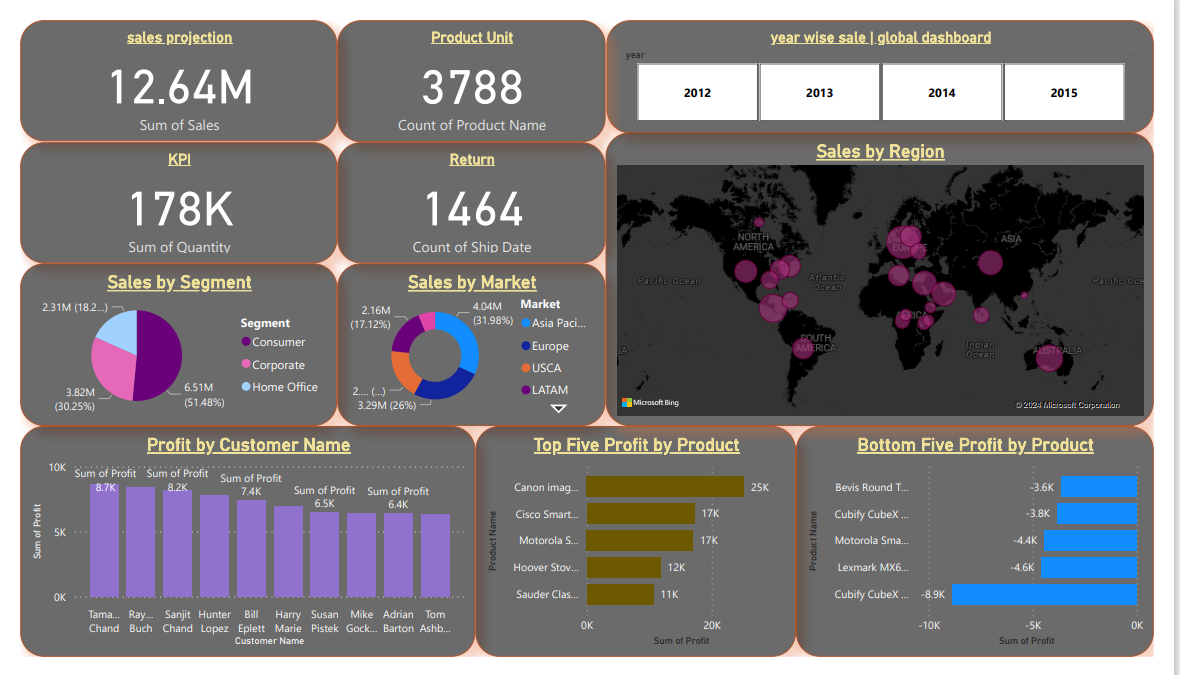 sales projection
12.64M
Sum of Sales
Product Unit
3788
Count of Product Name
year wise sale | global dashboard
year
2012
2013
2014
2015
KPI
178K
Sum of Quantity
Return
1464
Count of Ship Date
Sales by Region
NORTH
AMERICA
EUROPE
ASIA
Pacific Ocean
Atlantic
Ocean
Pacific Oce
AFRICA
SOUTH
AMERICA
Indian
Ocean
AUSTRALIA
LIA
Microsoft Bing
© 2024 Microsoft Corporation
Sales by Segment
2.31M (18.2...)
3.82M
(30.25%)
6.51M
(51.48%)
Segment
Consumer
Corporate
Home Office
Sales by Market
2.16M
(17.12%)
4.04M
(31.98%)
2.... (...)
3.29M (26%)
Market
Asia Paci...
Europe
USCA
LATAM
Profit by Customer Name
Sum of Profit
10K
5K
0K
Sum of Profit
8.7K
Sum of Profit
8.2K
Sum of Profit
7.4K
Sum of Profit
6.5K
Sum of Profit
6.4K
Tama...
Chand
Ray...
Buch
Sanjit
Chand
Hunter
Lopez
Bill
Eplett
Harry
Marie
Susan
Pistek
Mike
Gock...
Adrian
Barton
Tom
Ashb...
Customer Name
Top Five Profit by Product
Product Name
Canon imag...
25K
Cisco Smart...
17K
Motorola S...
17K
Hoover Stov...
12K
Sauder Clas...
11K
0K
20K
Sum of Profit
Bottom Five Profit by Product
Product Name
Bevis Round T...
-3.6K
Cubify CubeX ...
-3.8K
Motorola Sma...
-4.4K
Lexmark MX6...
-4.6K
Cubify CubeX ...
-8.9K
-10K
-5K
0K
Sum of Profit